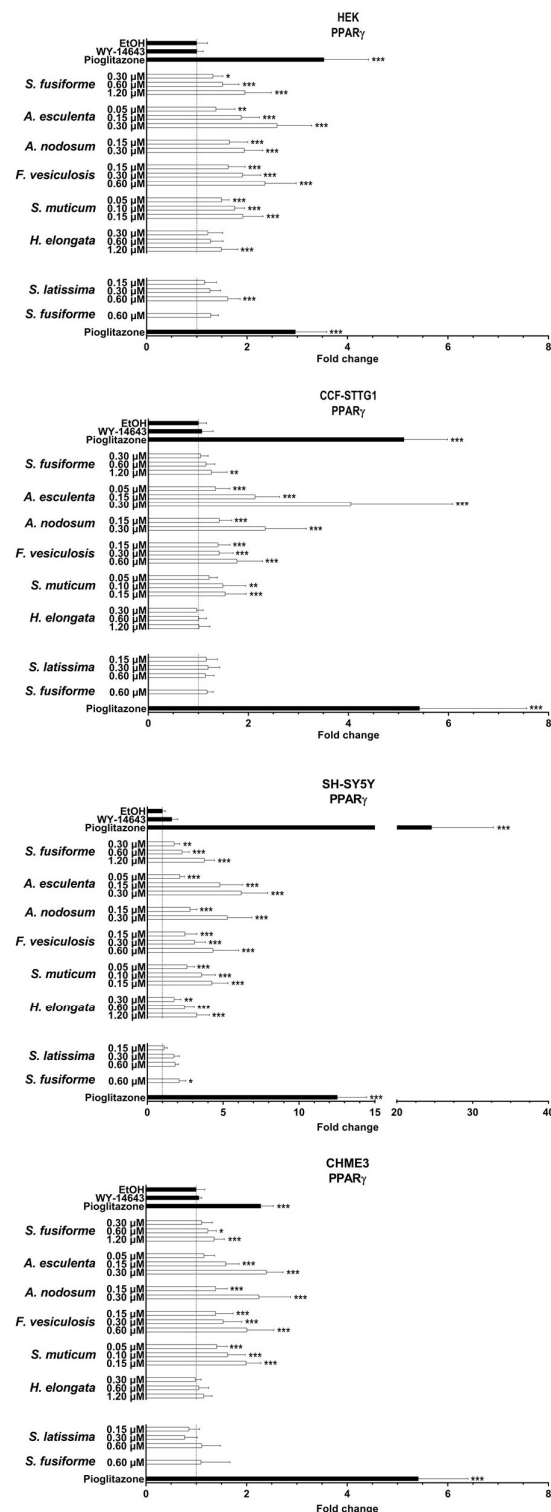 HEK
PPARγ
EtOH
WY-14643
Pioglitazone ***
S. fusiforme
0.30 µM *
0.60 µM ***
1.20 µM ***
A. esculenta
0.05 µM **
0.15 µM ***
0.30 µM ***
A. nodosum
0.15 µM ***
0.30 µM ***
F. vesiculosis
0.15 µM ***
0.30 µM ***
0.60 µM ***
S. muticum
0.05 µM ***
0.10 µM ***
0.15 µM ***
H. elongata
0.30 µM
0.60 µM
1.20 µM ***
S. latissima
0.15 µM
0.30 µM
0.60 µM ***
S. fusiforme 0.60 µM
Pioglitazone ***
0 2 4 6 8
Fold change
CCF-STTG1
PPARγ
EtOH
WY-14643
Pioglitazone ***
S. fusiforme
0.30 µM
0.60 µM
1.20 µM **
A. esculenta
0.05 µM ***
0.15 µM ***
0.30 µM ***
A. nodosum
0.15 µM ***
0.30 µM ***
F. vesiculosis
0.15 µM ***
0.30 µM ***
0.60 µM ***
S. muticum
0.05 µM
0.10 µM **
0.15 µM ***
H. elongata
0.30 µM
0.60 µM
1.20 µM
S. latissima
0.15 µM
0.30 µM
0.60 µM
S. fusiforme 0.60 µM
Pioglitazone ***
0 2 4 6 8
Fold change
SH-SY5Y
PPARγ
EtOH
WY-14643
Pioglitazone ***
S. fusiforme
0.30 µM **
0.60 µM ***
1.20 µM ***
A. esculenta
0.05 µM ***
0.15 µM ***
0.30 µM ***
A. nodosum
0.15 µM ***
0.30 µM ***
F. vesiculosis
0.15 µM ***
0.30 µM ***
0.60 µM ***
S. muticum
0.05 µM ***
0.10 µM ***
0.15 µM ***
H. elongata
0.30 µM **
0.60 µM ***
1.20 µM ***
S. latissima
0.15 µM
0.30 µM
0.60 µM
S. fusiforme 0.60 µM *
Pioglitazone ***
0 5 10 15 20 30 40
Fold change
CHME3
PPARγ
EtOH
WY-14643
Pioglitazone ***
S. fusiforme
0.30 µM
0.60 µM *
1.20 µM ***
A. esculenta
0.05 µM
0.15 µM ***
0.30 µM ***
A. nodosum
0.15 µM ***
0.30 µM ***
F. vesiculosis
0.15 µM ***
0.30 µM ***
0.60 µM ***
S. muticum
0.05 µM ***
0.10 µM ***
0.15 µM ***
H. elongata
0.30 µM
0.60 µM
1.20 µM
S. latissima
0.15 µM
0.30 µM
0.60 µM
S. fusiforme 0.60 µM
Pioglitazone ***
0 2 4 6 8
Fold change